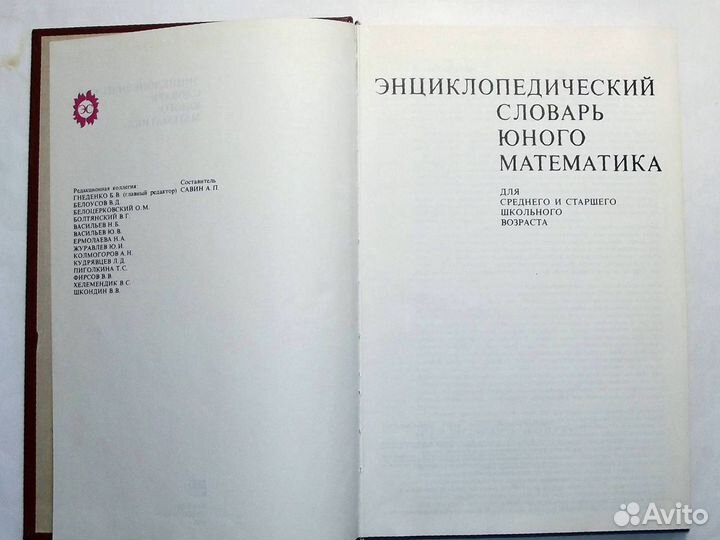 ЭС
Редакционная коллегия: Составитель
ГНЕДЕНКО Б.В. (главный редактор) САВИН А.П.
БЕЛОУСОВ В.Д.
БЕЛОЦЕРКОВСКИЙ О.М.
БОЛТЯНСКИЙ В.Г.
ВАСИЛЬЕВ Н.Б.
ВАСИЛЬЕВ Ю.В.
ЕРМОЛАЕВА Н.А.
ЖУРАВЛЕВ Ю.И.
КОЛМОГОРОВ А.Н.
КУДРЯВЦЕВ Л.Д.
ПИГОЛКИНА Т.С.
ФИРСОВ В.В.
ХЕЛЕМЕНДИК В.С.
ШКОНДИН В.В.
ЭНЦИКЛОПЕДИЧЕСКИЙ
СЛОВАРЬ
ЮНОГО
МАТЕМАТИКА
ДЛЯ
СРЕДНЕГО И СТАРШЕГО
ШКОЛЬНОГО
ВОЗРАСТА
Avito